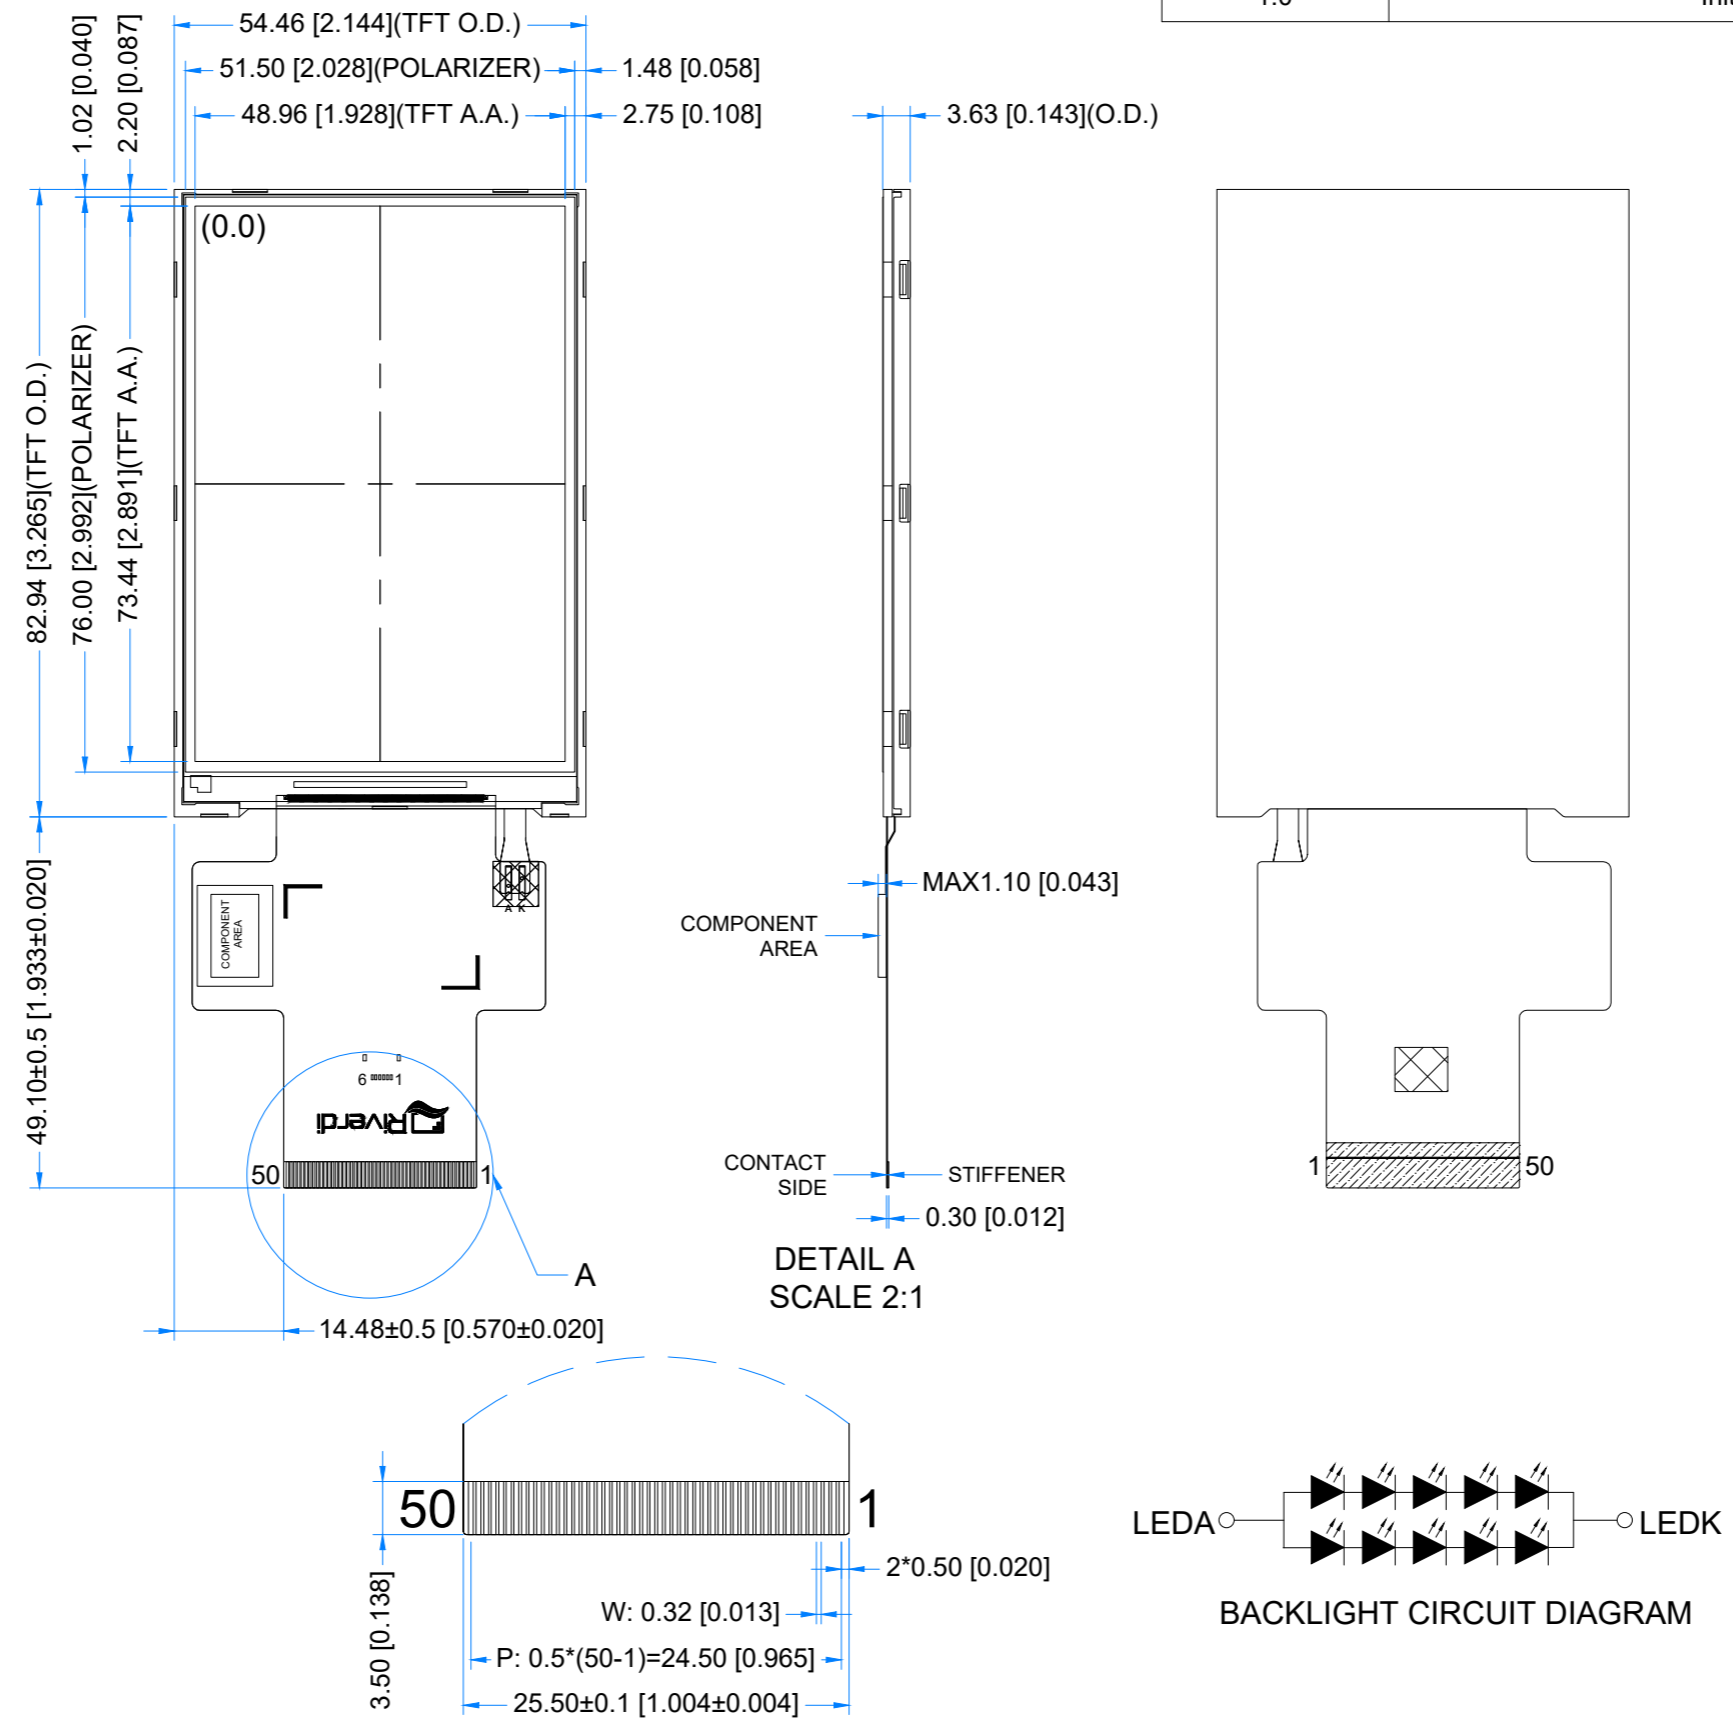 54.46 [2.144](TFT O.D.)
51.50 [2.028](POLARIZER)
1.48 [0.058]
48.96 [1.928](TFT A.A.)
2.75 [0.108]
3.63 [0.143](O.D.)
1.02 [0.040]
2.20 [0.087]
(0.0)
82.94 [3.265](TFT O.D.)
76.00 [2.992](POLARIZER)
73.44 [2.891](TFT A.A.)
49.10±0.5 [1.933±0.020]
COMPONENT
AREA
A K
6 1
Riverdi
50 1
A
14.48±0.5 [0.570±0.020]
MAX1.10 [0.043]
COMPONENT
AREA
CONTACT
SIDE
STIFFENER
0.30 [0.012]
DETAIL A
SCALE 2:1
1 50
50 1
3.50 [0.138]
2*0.50 [0.020]
W: 0.32 [0.013]
P: 0.5*(50-1)=24.50 [0.965]
25.50±0.1 [1.004±0.004]
LEDA
LEDK
BACKLIGHT CIRCUIT DIAGRAM